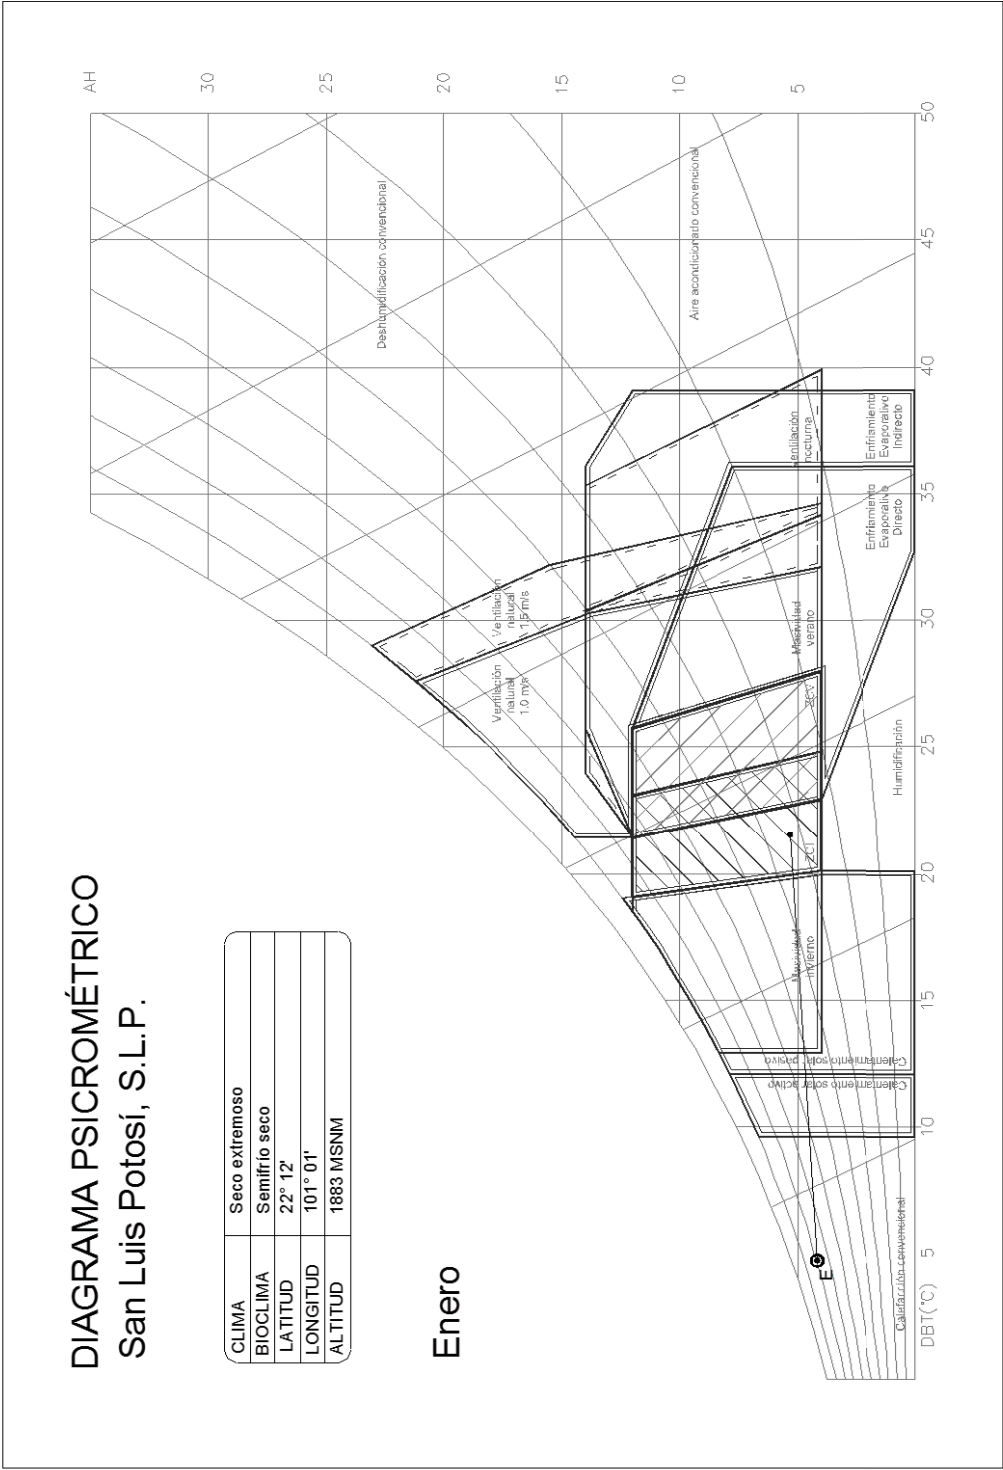 DIAGRAMA PSICROMÉTRICO
San Luis Potosí, S.L.P.
CLIMA Seco extremoso
BIOCLIMA Semifrío seco
LATITUD 22° 12'
LONGITUD 101° 01'
ALTITUD 1883 MSNM
Enero
AH
30
25
20
15
10
5
Deshumidificación convencional
Aire acondicionado convencional
Ventilación
natural
1.0 m/s
Ventilación
natural
1.5 m/s
Ventilación
nocturna
Masividad
verano
Masividad
invierno
ZCI
ZCV
Enfriamiento
Evaporativo
Directo
Enfriamiento
Evaporativo
Indirecto
Humidificación
Calentamiento solar pasivo
Calentamiento solar activo
Calefacción convencional
E
DBT(°C)
5
10
15
20
25
30
35
40
45
50